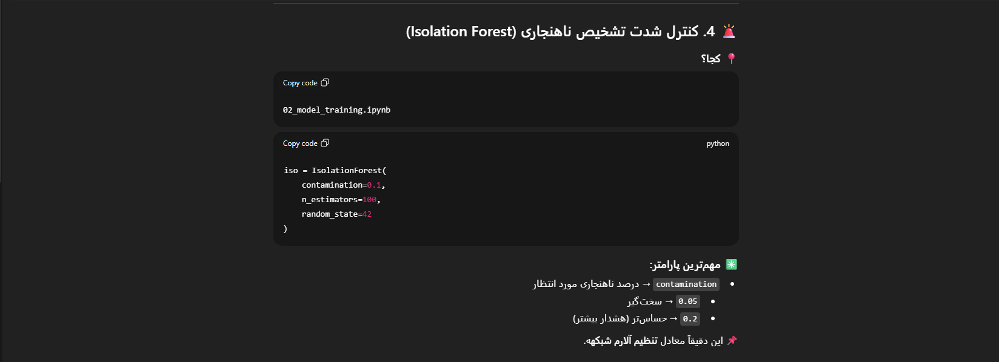 🚨 4. کنترل شدت تشخیص ناهنجاری (Isolation Forest)
📍 کجا؟
Copy code
02_model_training.ipynb
Copy code
python
iso = IsolationForest(
    contamination=0.1,
    n_estimators=100,
    random_state=42
)
✳️ مهم‌ترین پارامتر:
• contamination → درصد ناهنجاری مورد انتظار
• 0.05 → سخت‌گیر
• 0.2 → حساس‌تر (هشدار بیشتر)
📌 این دقیقاً معادل تنظیم آلارم شبکهه.